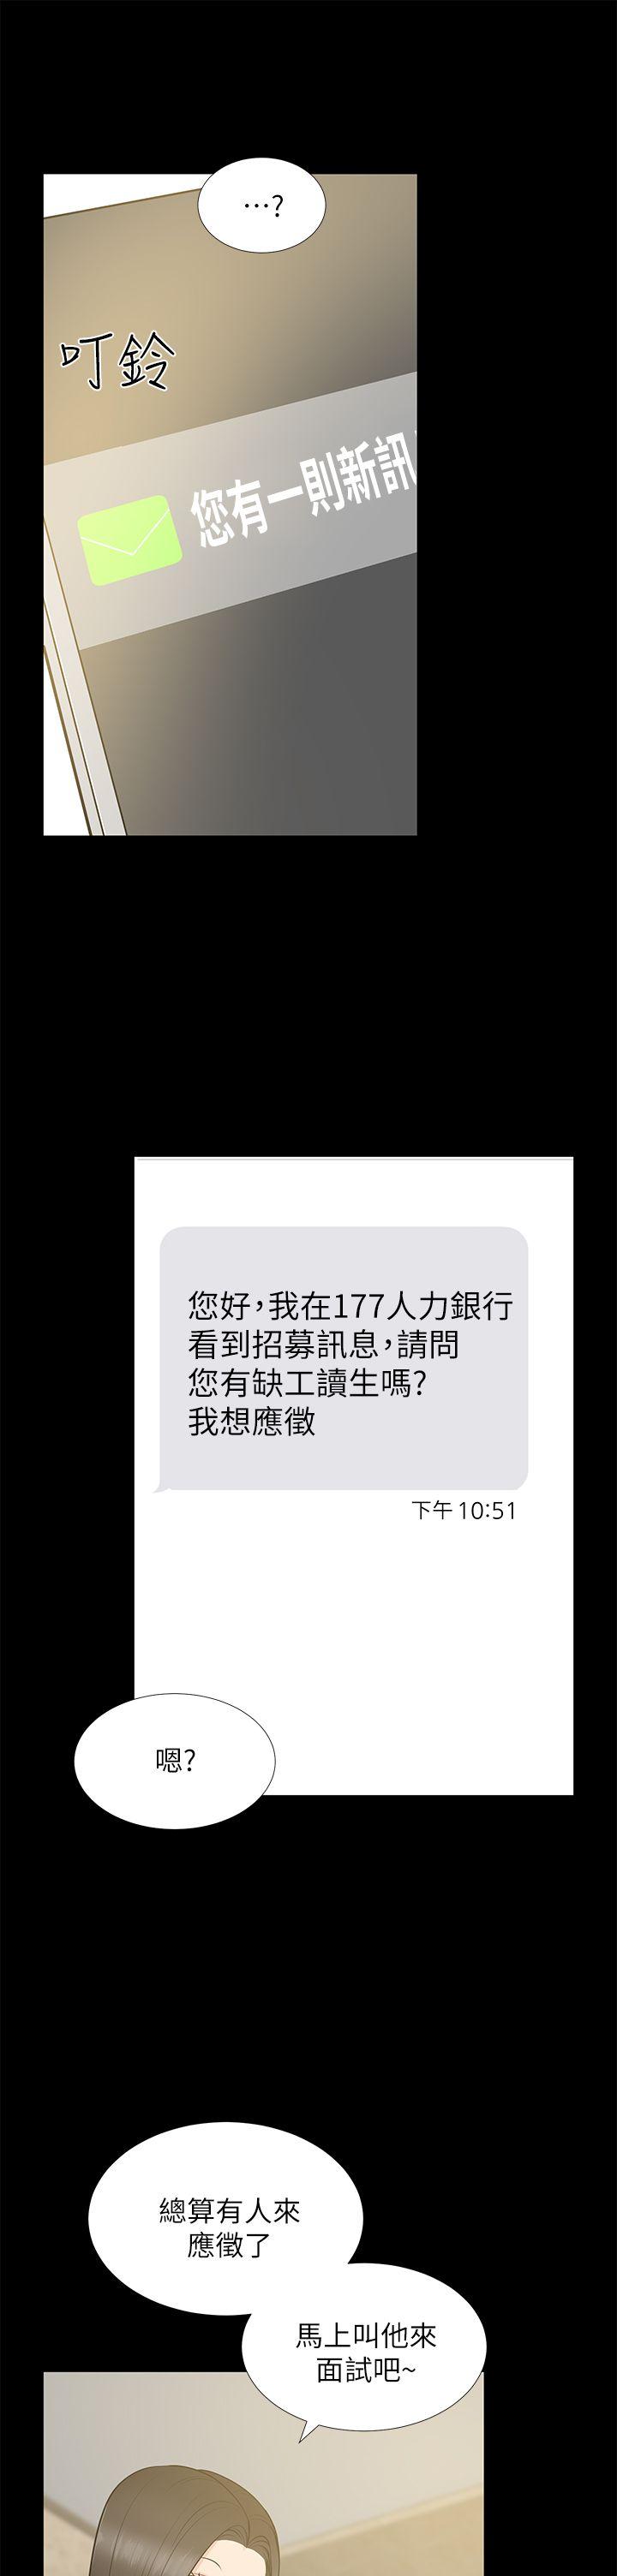 …?
叮鈴
您有一則新訊
您好,我在177人力銀行
看到招募訊息,請問
您有缺工讀生嗎?
我想應徵
下午 10:51
嗯?
總算有人來
應徵了
馬上叫他來
面試吧~